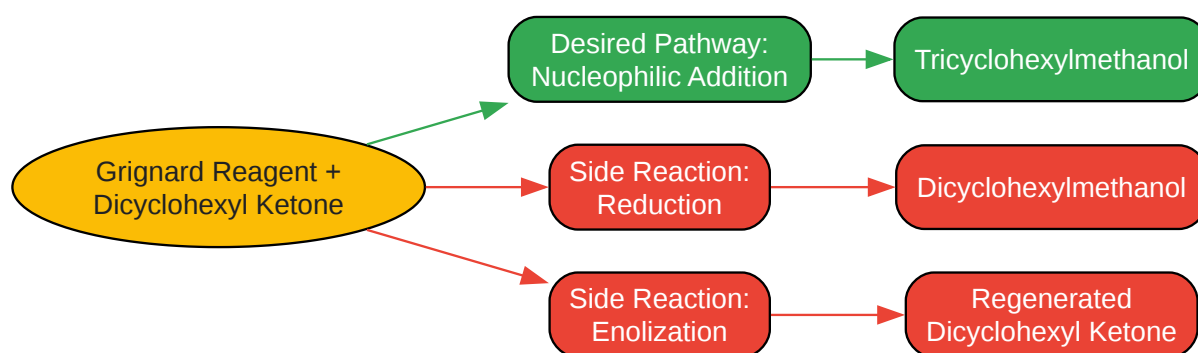 Desired Pathway:
Nucleophilic Addition
Tricyclohexylmethanol
Grignard Reagent +
Dicyclohexyl Ketone
Side Reaction:
Reduction
Dicyclohexylmethanol
Side Reaction:
Enolization
Regenerated
Dicyclohexyl Ketone